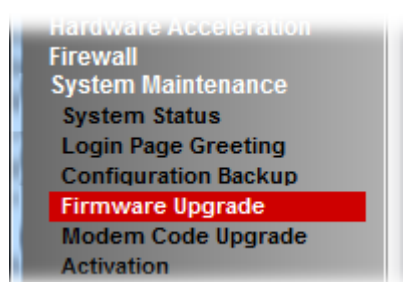 Hardware Acceleration
Firewall
System Maintenance
System Status
Login Page Greeting
Configuration Backup
Firmware Upgrade
Modem Code Upgrade
Activation